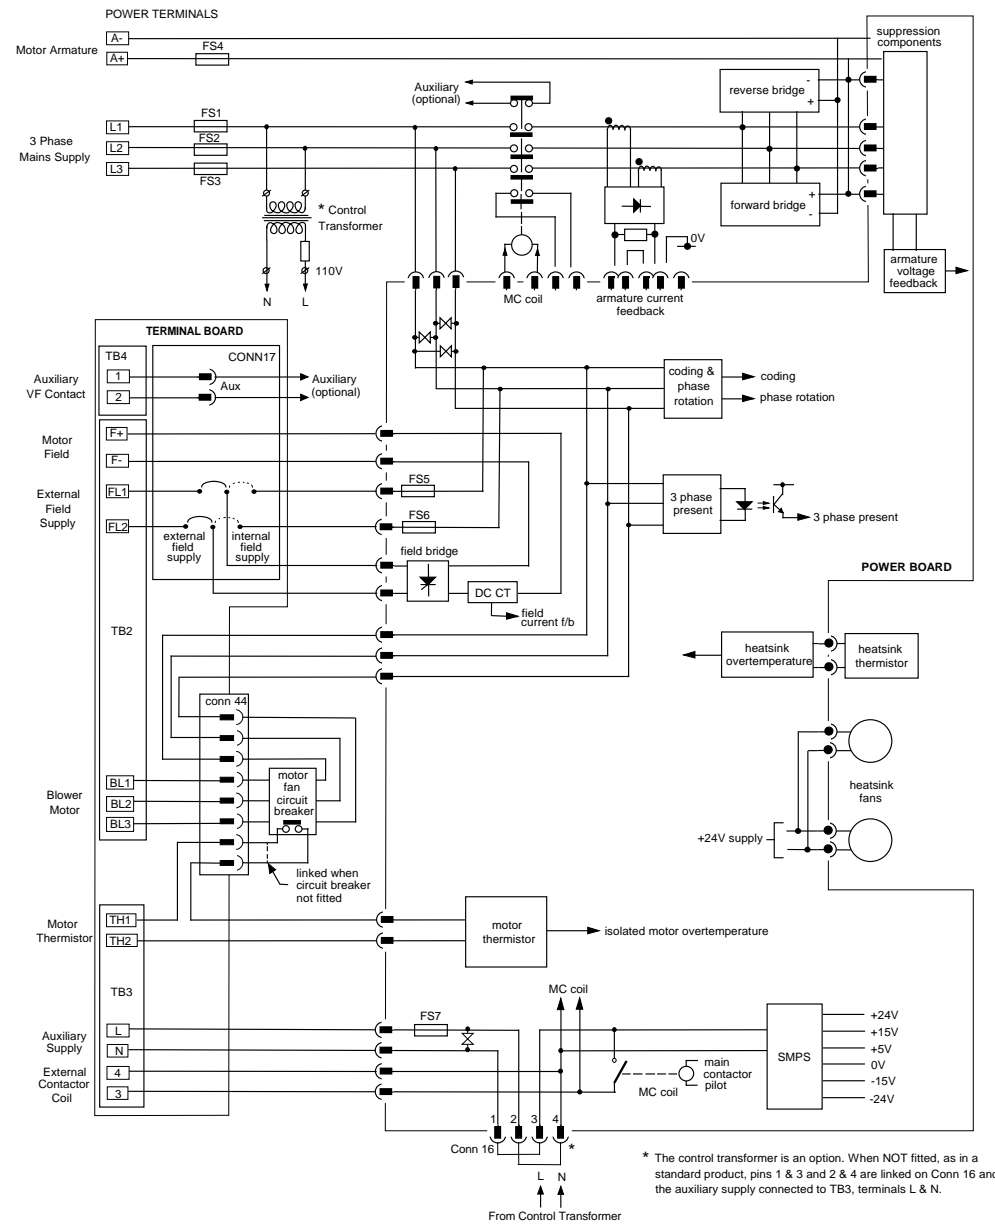 POWER TERMINALS
Motor Armature
A-
A+
FS4
suppression
components
Auxiliary
(optional)
reverse bridge
-
+
3 Phase
Mains Supply
L1
L2
L3
FS1
FS2
FS3
forward bridge
+
-
* Control
Transformer
0V
110V
N
L
MC coil
armature current
feedback
armature
voltage
feedback
TERMINAL BOARD
TB4
CONN17
Auxiliary
VF Contact
1
2
Aux
Auxiliary
(optional)
coding &
phase
rotation
coding
phase rotation
Motor
Field
F+
F-
External
Field
Supply
FL1
FL2
FS5
FS6
external
field
supply
internal
field
supply
3 phase
present
3 phase present
field bridge
DC CT
field
current f/b
POWER BOARD
TB2
heatsink
overtemperature
heatsink
thermistor
conn 44
Blower
Motor
BL1
BL2
BL3
motor
fan
circuit
breaker
heatsink
fans
+24V supply
linked when
circuit breaker
not fitted
Motor
Thermistor
TH1
TH2
motor
thermistor
isolated motor overtemperature
TB3
MC coil
Auxiliary
Supply
L
N
FS7
External
Contactor
Coil
4
3
SMPS
+24V
+15V
+5V
0V
-15V
-24V
main
contactor
pilot
MC coil
1 2 3 4
Conn 16
*
L N
From Control Transformer
* The control transformer is an option. When NOT fitted, as in a
standard product, pins 1 & 3 and 2 & 4 are linked on Conn 16 and
the auxiliary supply connected to TB3, terminals L & N.